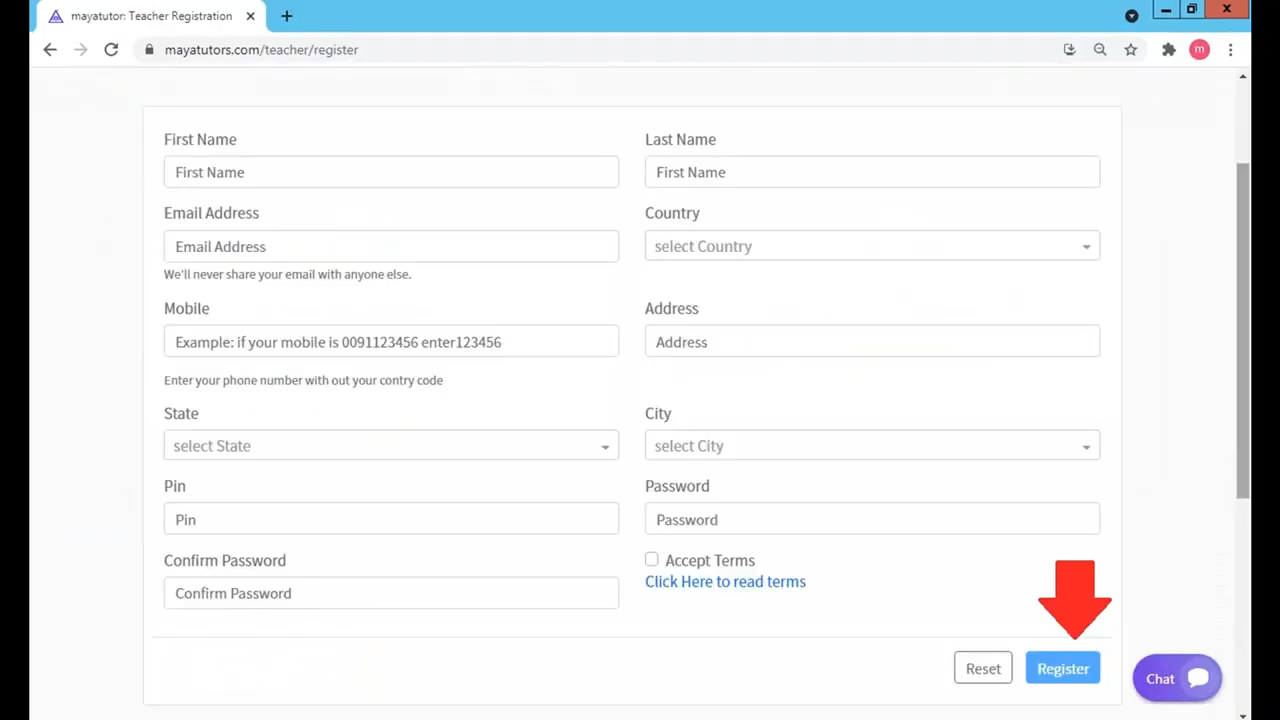 mayatutor: Teacher Registration
mayatutors.com/teacher/register
m
First Name
Last Name
First Name
First Name
Email Address
Country
Email Address
select Country
We'll never share your email with anyone else.
Mobile
Address
Example: if your mobile is 0091123456 enter123456
Address
Enter your phone number with out your contry code
State
City
select State
select City
Pin
Password
Pin
Password
Confirm Password
Accept Terms
Click Here to read terms
Confirm Password
Reset
Register
Chat